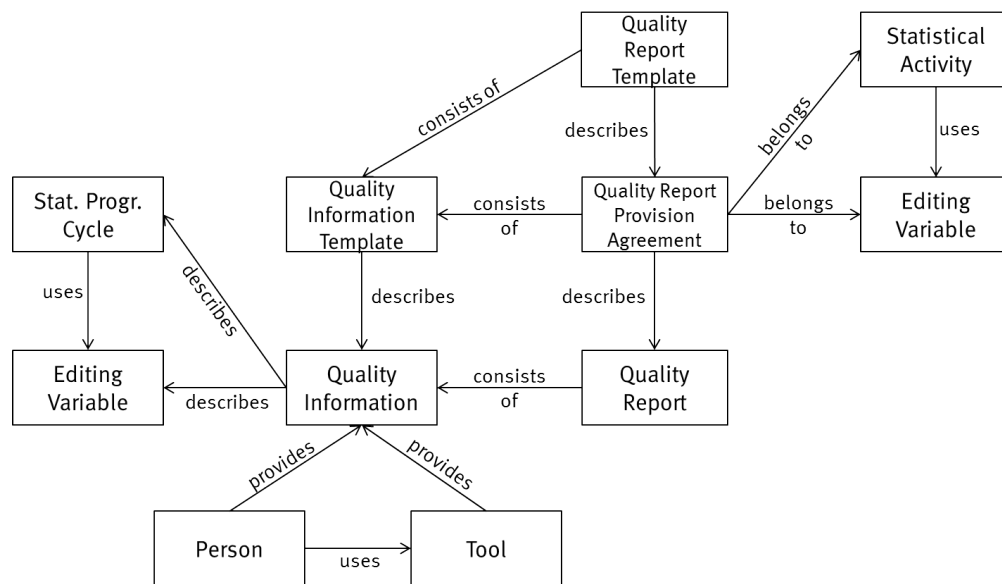 Quality
Report
Template
Statistical
Activity
consists of
describes
belongs
to
uses
Stat. Progr.
Cycle
Quality
Information
Template
consists
of
Quality Report
Provision
Agreement
belongs
to
Editing
Variable
uses
describes
describes
describes
Editing
Variable
describes
Quality
Information
consists
of
Quality
Report
provides
provides
Person
uses
Tool